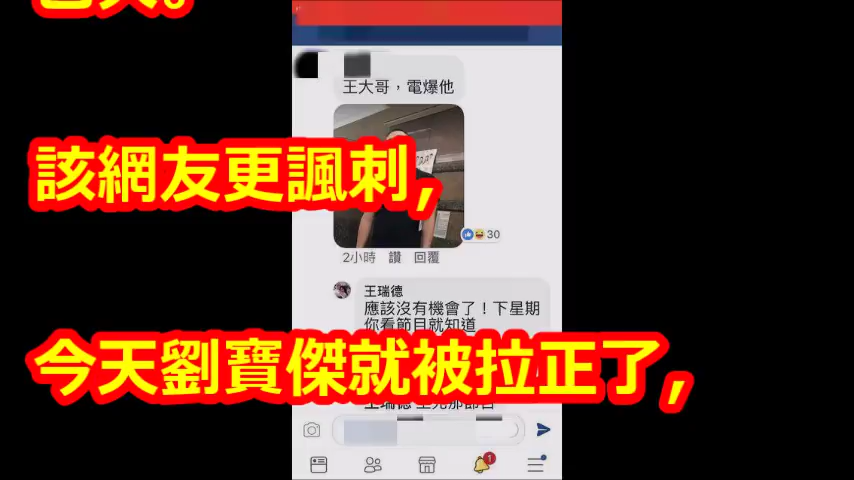 王大哥，電爆他
該網友更諷刺,
30
2小時 讚 回覆
王瑞德
應該沒有機會了！下星期
你看節目就知道
今天劉寶傑就被拉正了,
1